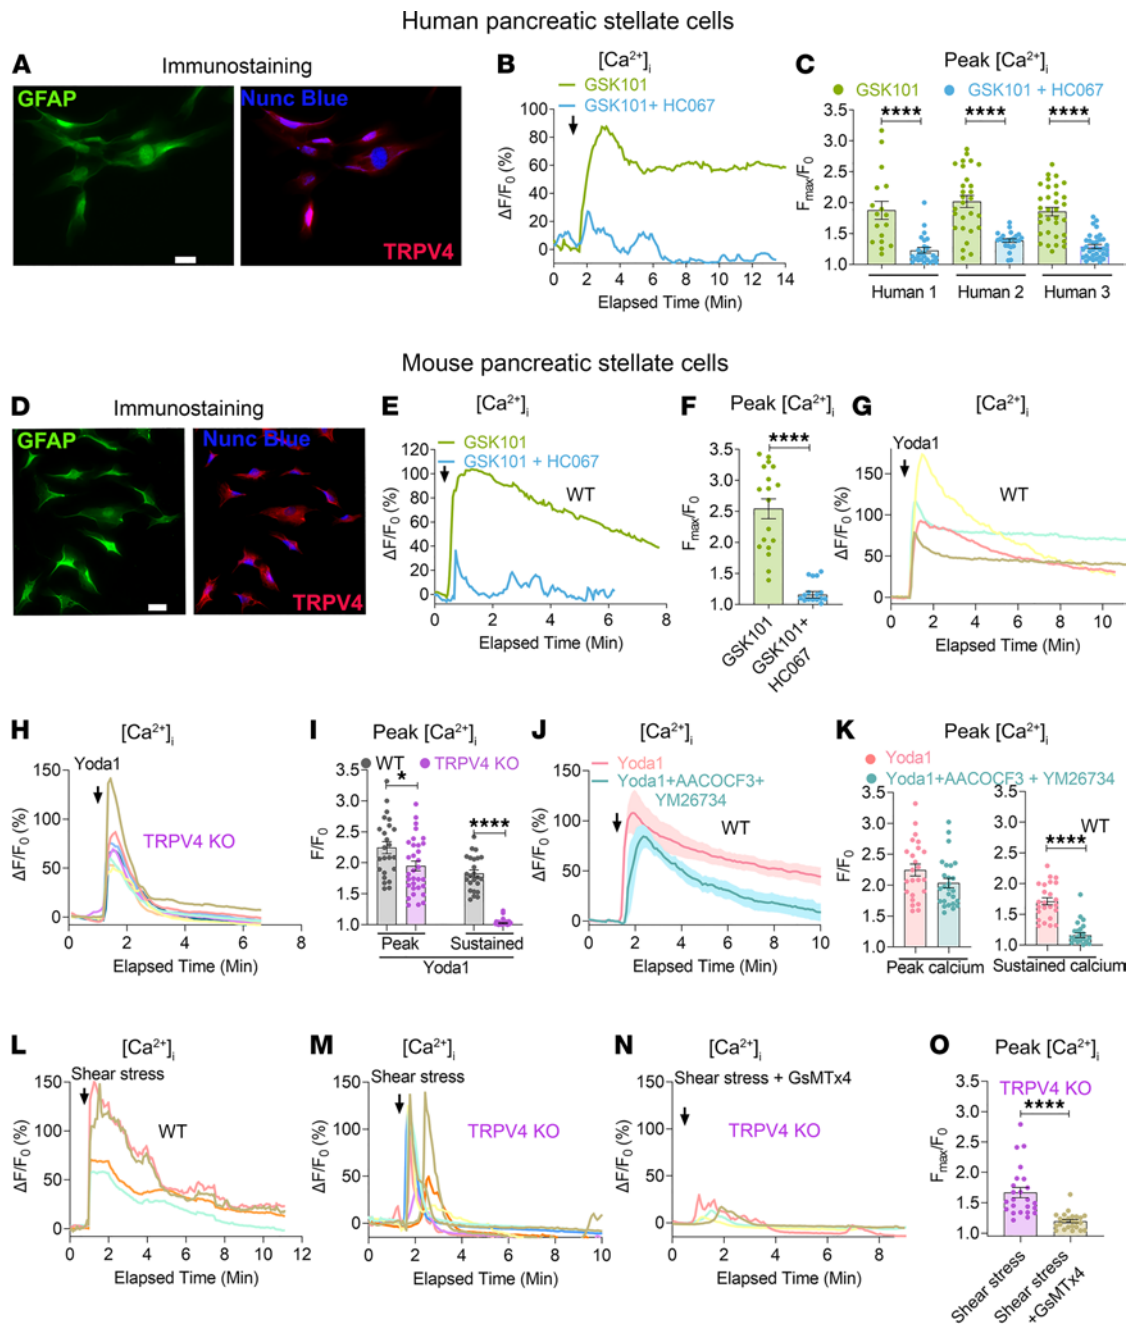 Human pancreatic stellate cells
A
Immunostaining
GFAP
Nunc Blue
TRPV4
B
[Ca²⁺]ᵢ
GSK101
GSK101+ HC067
ΔF/F₀ (%)
100
80
60
40
20
0
0 2 4 6 8 10 12 14
Elapsed Time (Min)
C
Peak [Ca²⁺]ᵢ
GSK101
GSK101 + HC067
**** **** ****
Fmax/F₀
3.5
3.0
2.5
2.0
1.5
1.0
Human 1 Human 2 Human 3
Mouse pancreatic stellate cells
D
Immunostaining
GFAP
Nunc Blue
TRPV4
E
[Ca²⁺]ᵢ
GSK101
GSK101 + HC067
WT
ΔF/F₀ (%)
120
100
80
60
40
20
0
0 2 4 6 8
Elapsed Time (Min)
F
Peak [Ca²⁺]ᵢ
****
Fmax/F₀
3.5
3.0
2.5
2.0
1.5
1.0
GSK101
GSK101+
HC067
G
[Ca²⁺]ᵢ
Yoda1
WT
ΔF/F₀ (%)
150
100
50
0
0 2 4 6 8 10
Elapsed Time (Min)
H
[Ca²⁺]ᵢ
Yoda1
TRPV4 KO
ΔF/F₀ (%)
150
100
50
0
0 2 4 6 8
Elapsed Time (Min)
I
Peak [Ca²⁺]ᵢ
WT
TRPV4 KO
*
****
F/F₀
3.5
3.0
2.5
2.0
1.5
1.0
Peak Sustained
Yoda1
J
[Ca²⁺]ᵢ
Yoda1
Yoda1+AACOCF3+
YM26734
WT
ΔF/F₀ (%)
150
100
50
0
0 2 4 6 8 10
Elapsed Time (Min)
K
Peak [Ca²⁺]ᵢ
Yoda1
Yoda1+AACOCF3 + YM26734
WT
****
F/F₀
3.5
3.0
2.5
2.0
1.5
1.0
Peak calcium
3.5
3.0
2.5
2.0
1.5
1.0
Sustained calcium
L
[Ca²⁺]ᵢ
Shear stress
WT
ΔF/F₀ (%)
150
100
50
0
0 2 4 6 8 10 12
Elapsed Time (Min)
M
[Ca²⁺]ᵢ
Shear stress
TRPV4 KO
ΔF/F₀ (%)
150
100
50
0
0 2 4 6 8 10
Elapsed Time (Min)
N
[Ca²⁺]ᵢ
Shear stress + GsMTx4
TRPV4 KO
ΔF/F₀ (%)
150
100
50
0
0 2 4 6 8
Elapsed Time (Min)
O
Peak [Ca²⁺]ᵢ
TRPV4 KO
****
Fmax/F₀
3.5
3.0
2.5
2.0
1.5
1.0
Shear stress
Shear stress
+GsMTx4